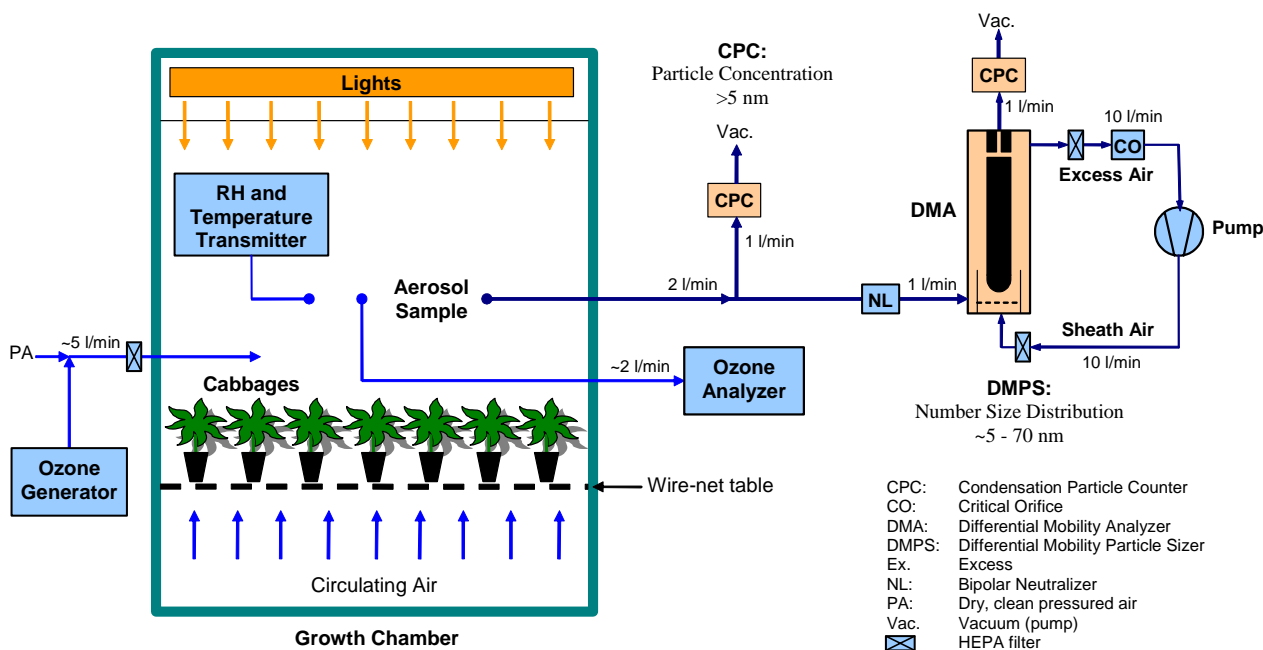 Lights
RH and
Temperature
Transmitter
Aerosol
Sample
PA
~5 l/min
Cabbages
Ozone
Generator
Circulating Air
Growth Chamber
Wire-net table
~2 l/min
Ozone
Analyzer
CPC:
Particle Concentration
>5 nm
Vac.
CPC
1 l/min
2 l/min
NL
1 l/min
Vac.
CPC
1 l/min
DMA
10 l/min
CO
Excess Air
Pump
Sheath Air
10 l/min
DMPS:
Number Size Distribution
~5 - 70 nm
CPC: Condensation Particle Counter
CO: Critical Orifice
DMA: Differential Mobility Analyzer
DMPS: Differential Mobility Particle Sizer
Ex. Excess
NL: Bipolar Neutralizer
PA: Dry, clean pressured air
Vac. Vacuum (pump)
HEPA filter